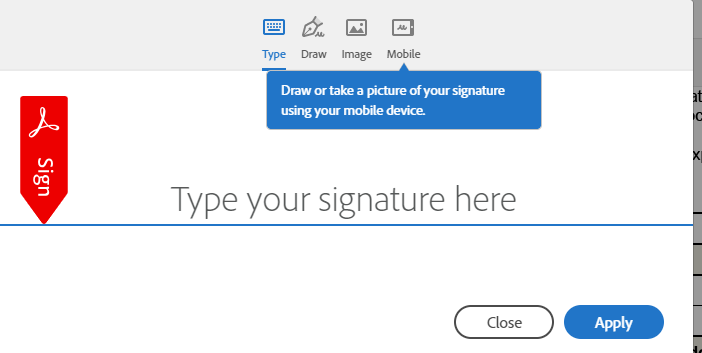 Type Draw Image Mobile
Draw or take a picture of your signature
using your mobile device.
Sign
Type your signature here
Close Apply